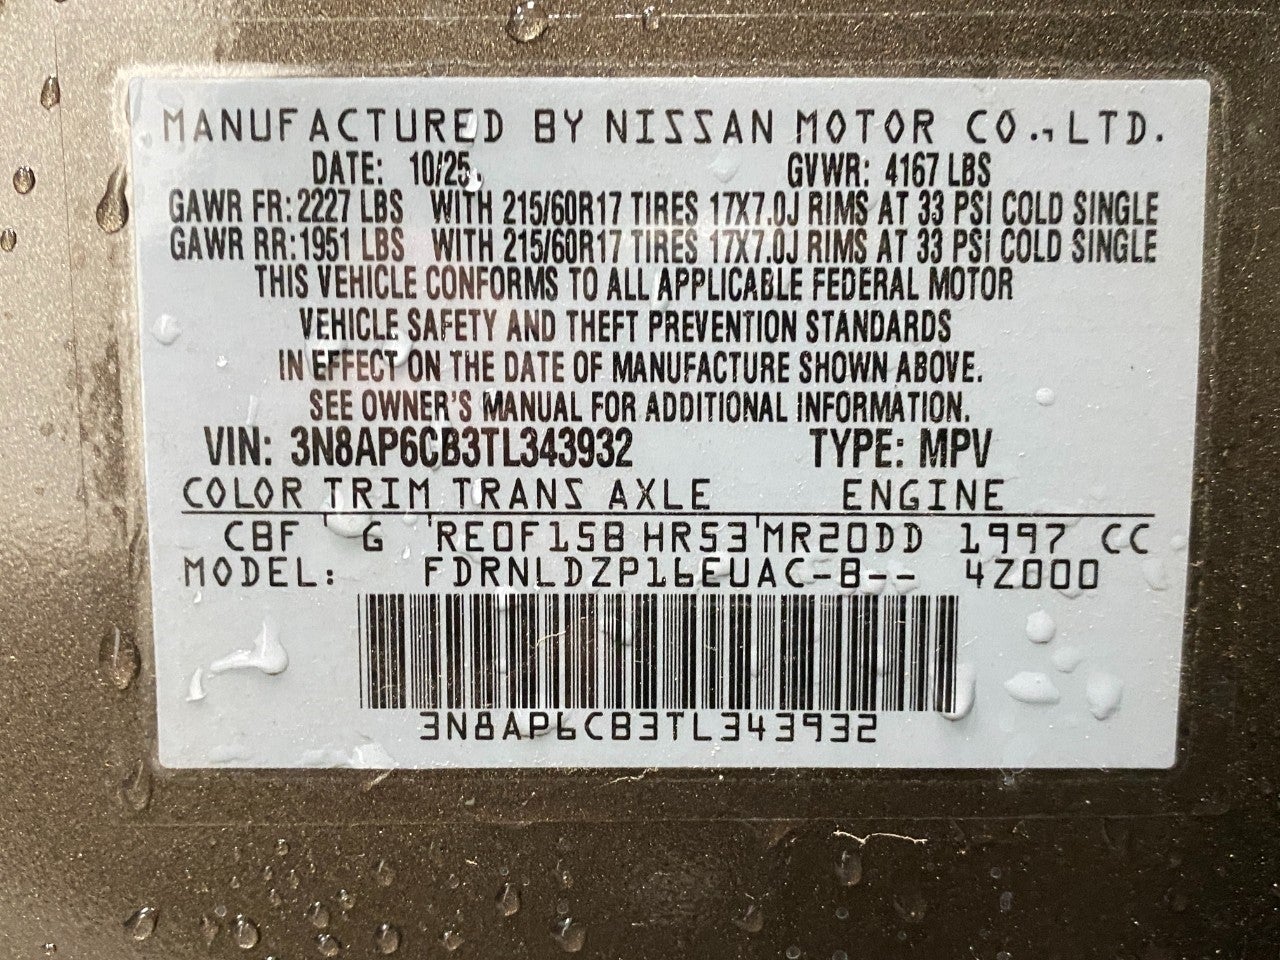 MANUFACTURED BY NISSAN MOTOR CO., LTD.
DATE: 10/25 GVWR: 4167 LBS
GAWR FR: 2227 LBS WITH 215/60R17 TIRES 17X7.0J RIMS AT 33 PSI COLD SINGLE
GAWR RR: 1951 LBS WITH 215/60R17 TIRES 17X7.0J RIMS AT 33 PSI COLD SINGLE
THIS VEHICLE CONFORMS TO ALL APPLICABLE FEDERAL MOTOR
VEHICLE SAFETY AND THEFT PREVENTION STANDARDS
IN EFFECT ON THE DATE OF MANUFACTURE SHOWN ABOVE.
SEE OWNER'S MANUAL FOR ADDITIONAL INFORMATION.
VIN: 3N8AP6CB3TL343932 TYPE: MPV
COLOR TRIM TRANS AXLE ENGINE
CBF G RE0F15B HR53 MR20DD 1997 CC
MODEL: FDRNLDZP16EUAC-B-- 4Z000
3N8AP6CB3TL343932